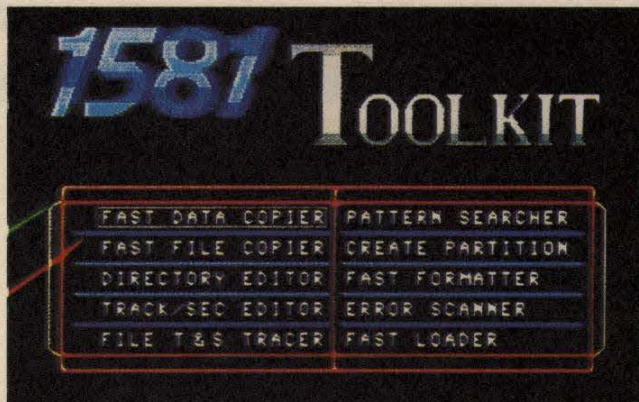 1581 TOOLKIT
FAST DATA COPIER PATTERN SEARCHER
FAST FILE COPIER CREATE PARTITION
DIRECTORY EDITOR FAST FORMATTER
TRACK/SEC EDITOR ERROR SCANNER
FILE T&S TRACER FAST LOADER